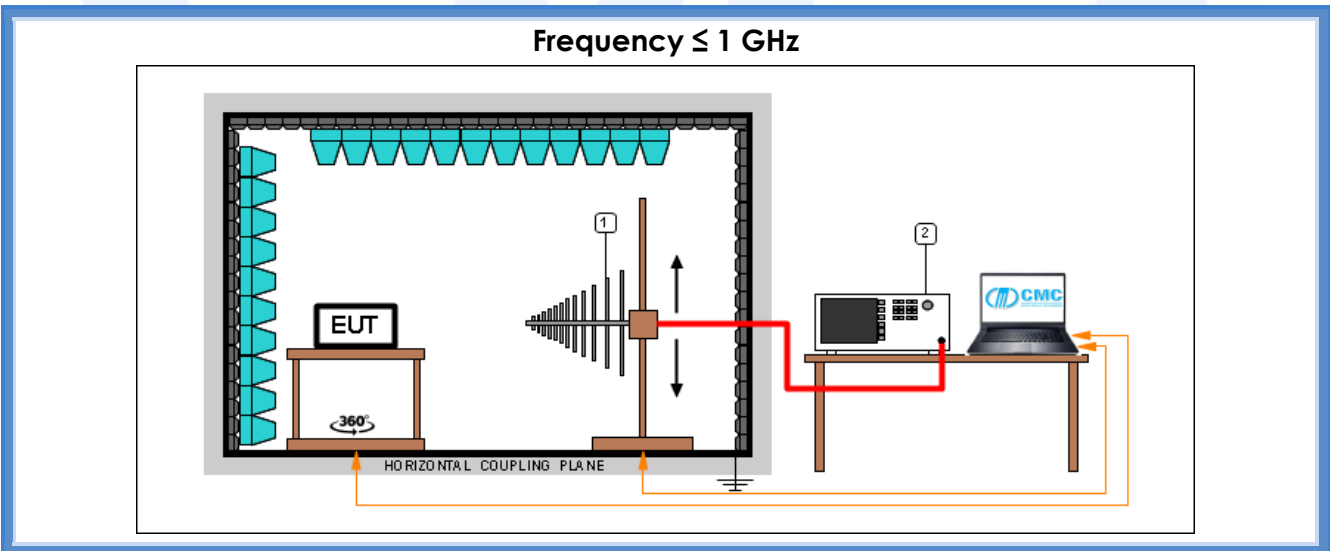 Frequency ≤ 1 GHz
1
2
CMC
EUT
360°
HORIZONTAL COUPLING PLANE